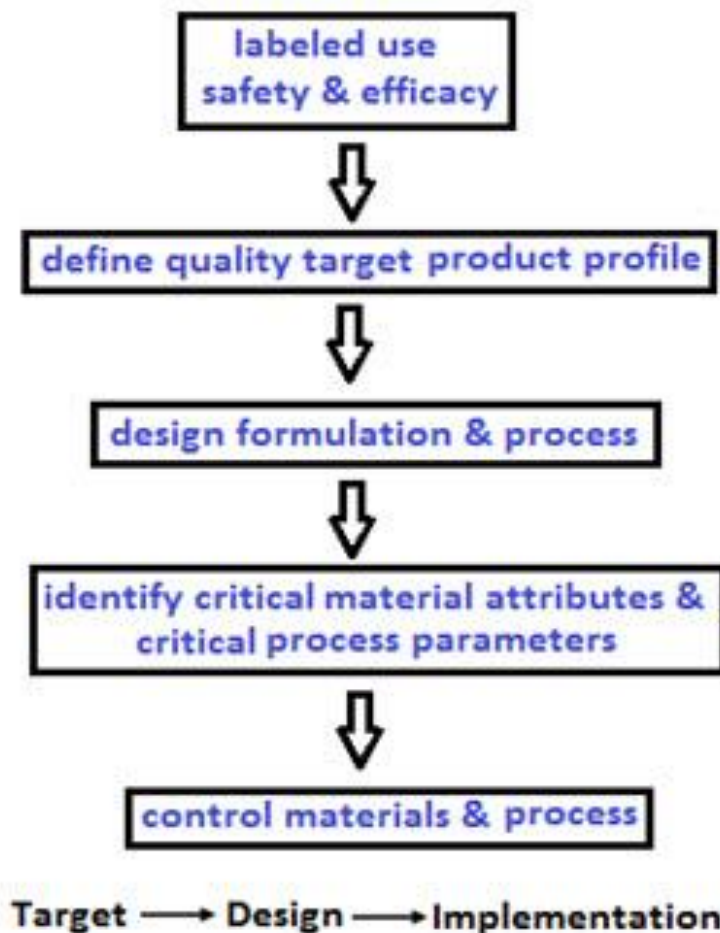 labeled use
safety & efficacy
define quality target product profile
design formulation & process
identify critical material attributes &
critical process parameters
control materials & process
Target → Design → Implementation